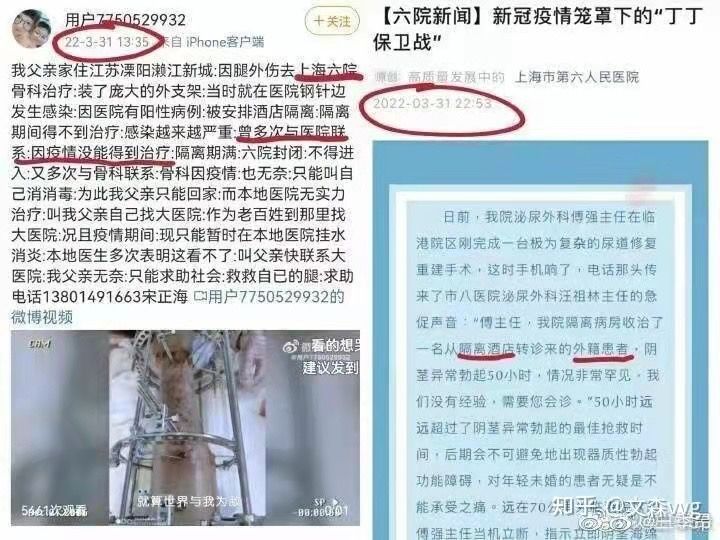 用户7750529932
22-3-31 13:35 来自 iPhone客户端
+关注
我父亲家住江苏溧阳濑江新城:因腿外伤去上海六院
骨科治疗:装了庞大的外支架:当时就在医院钢针边
发生感染:因医院有阳性病例:被安排酒店隔离:隔离
期间得不到治疗:感染越来越严重:曾多次与医院联
系:因疫情没能得到治疗:隔离期满:六院封闭:不得进
入:又多次与骨科联系:骨科因疫情:也无奈:只能叫自
己消消毒:为此我父亲只能回家:而本地医院无实力
治疗:叫我父亲自己找大医院:作为老百姓到那里找
大医院:况且疫情期间:现只能暂时在本地医院挂水
消炎:本地医生多次表明这看不了:叫父亲快联系大
医院:我父亲无奈:只能求助社会:救救自已的腿:求助
电话13801491663宋正海 用户7750529932的
微博视频
看的想哭
@用户7750529932
建议发到
5461次观看
就算世界与我为敌
SP
0:01
【六院新闻】新冠疫情笼罩下的“丁丁
保卫战”
原创 高质量发展中的 上海市第六人民医院
2022-03-31 22:53
日前，我院泌尿外科傅强主任在临
港院区刚完成一台极为复杂的尿道修复
重建手术，这时手机响了，电话那头传
来了市八医院泌尿外科汪祖林主任的急
促声音：“傅主任，我院隔离病房收治了
一名从隔离酒店转诊来的外籍患者，阴
茎异常勃起50小时，情况非常罕见。我
们没有经验，需要您会诊。”50小时远
远超过了阴茎异常勃起的最佳抢救时
间，后期会不可避免地出现器质性勃起
功能障碍，对年轻未婚的患者无疑是不
能承受之痛。远在70
傅强主任当机立断，指示立即阴茎海绵
知乎 @文森vvg